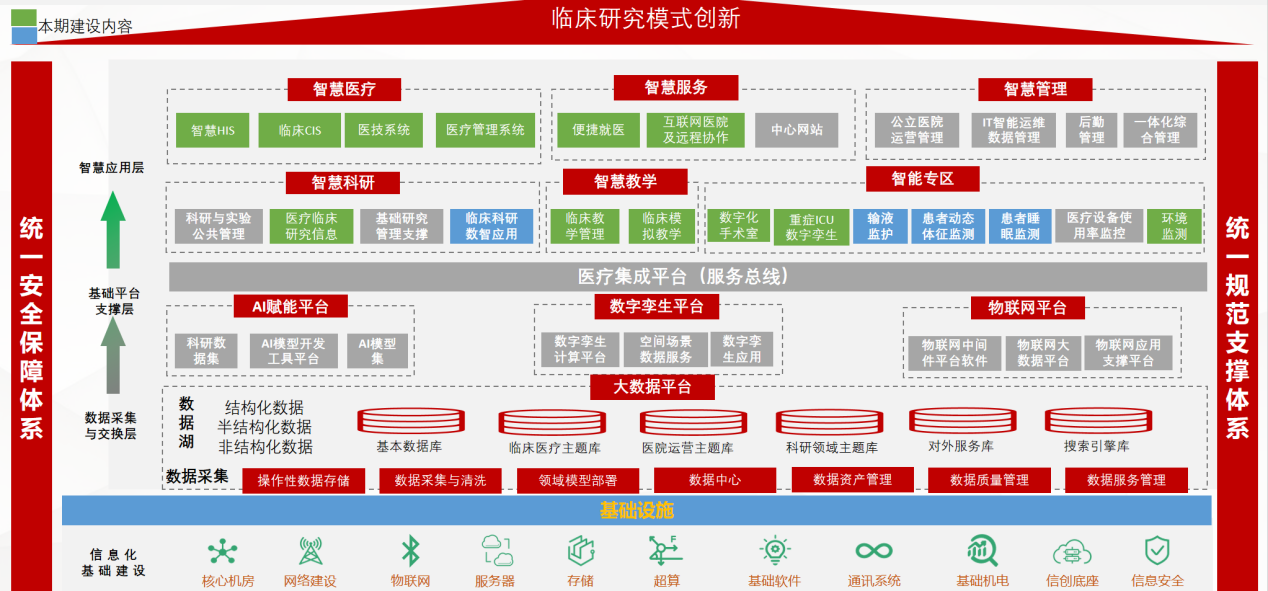 临床研究模式创新
本期建设内容
统一安全保障体系
统一规范支撑体系
智慧应用层
基础平台
支撑层
数据采集
与交换层
智慧医疗
智慧HIS
临床CIS
医技系统
医疗管理系统
智慧服务
便捷就医
互联网医院
及远程协作
中心网站
智慧管理
公立医院
运营管理
IT智能运维
数据管理
后勤
管理
一体化综
合管理
智慧科研
科研与实验
公共管理
医疗临床
研究信息
基础研究
管理支撑
临床科研
数智应用
智慧教学
临床教
学管理
临床模
拟教学
智能专区
数字化
手术室
重症ICU
数字孪生
输液
监护
患者动态
体征监测
患者睡
眠监测
医疗设备使
用率监控
环境
监测
医疗集成平台（服务总线）
AI赋能平台
科研数
据集
AI模型开发
工具平台
AI模型
集
数字孪生平台
数字孪生
计算平台
空间场景
数据服务
数字孪
生应用
物联网平台
物联网中间
件平台软件
物联网大
数据平台
物联网应用
支撑平台
大数据平台
数据湖
结构化数据
半结构化数据
非结构化数据
基本数据库
临床医疗主题库
医院运营主题库
科研领域主题库
对外服务库
搜索引擎库
数据采集
操作性数据存储
数据采集与清洗
领域模型部署
数据中心
数据资产管理
数据质量管理
数据服务管理
基础设施
信息化
基础建设
F
核心机房
网络建设
物联网
服务器
存储
超算
基础软件
通讯系统
基础机电
信创底座
信息安全